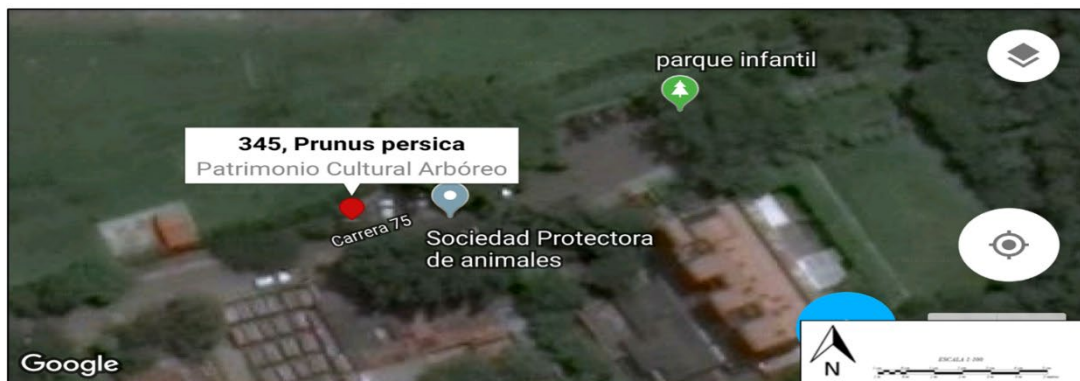 parque infantil
345, Prunus persica
Patrimonio Cultural Arbóreo
Carrera 75
Sociedad Protectora
de animales
Google
N